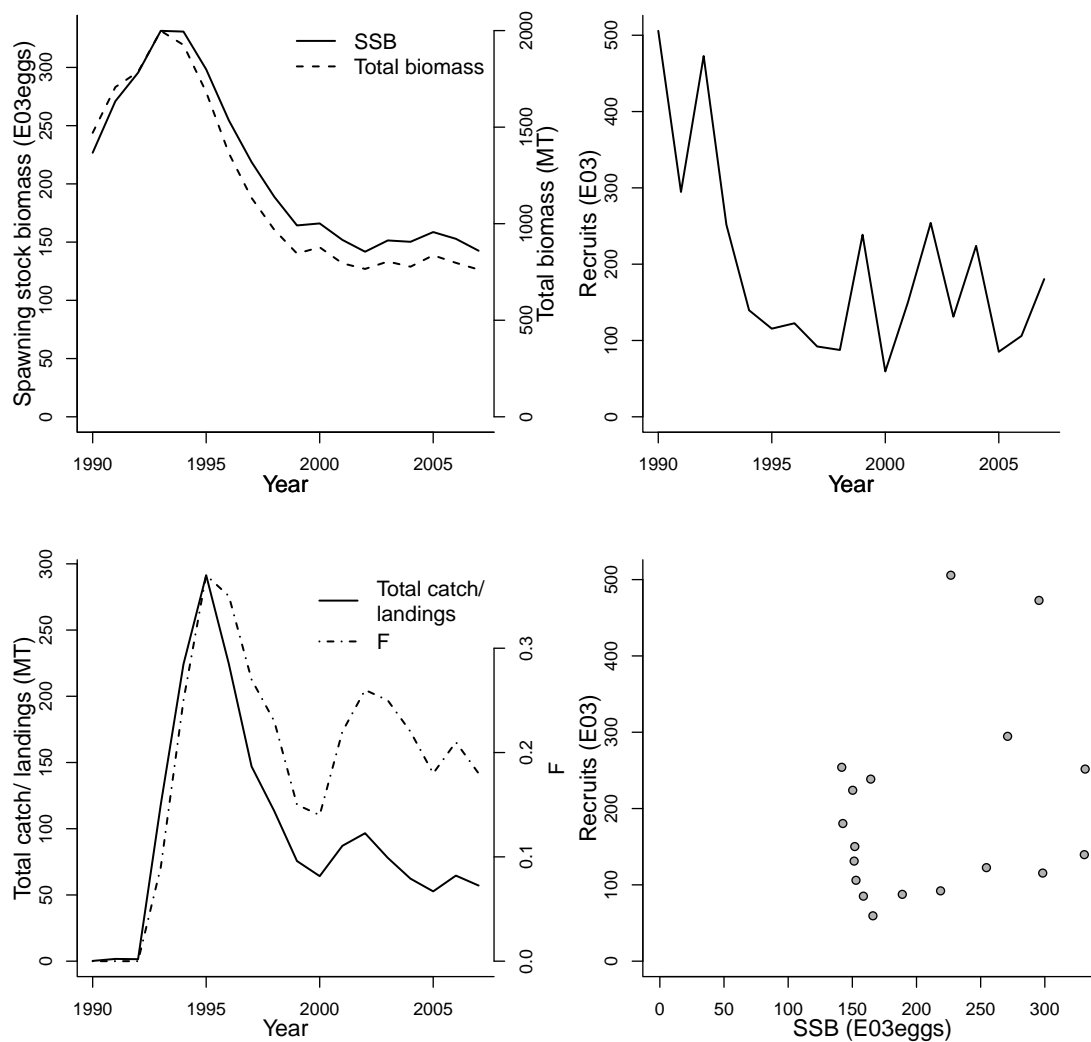 SSB
Total biomass
Spawning stock biomass (E03eggs)
0 50 100 150 200 250 300
Total biomass (MT)
0 500 1000 1500 2000
1990 1995 2000 2005
Year
Recruits (E03)
0 100 200 300 400 500
1990 1995 2000 2005
Year
Total catch/
landings
F
Total catch/ landings (MT)
0 50 100 150 200 250 300
F
0.0 0.1 0.2 0.3
1990 1995 2000 2005
Year
Recruits (E03)
0 100 200 300 400 500
0 50 100 150 200 250 300
SSB (E03eggs)